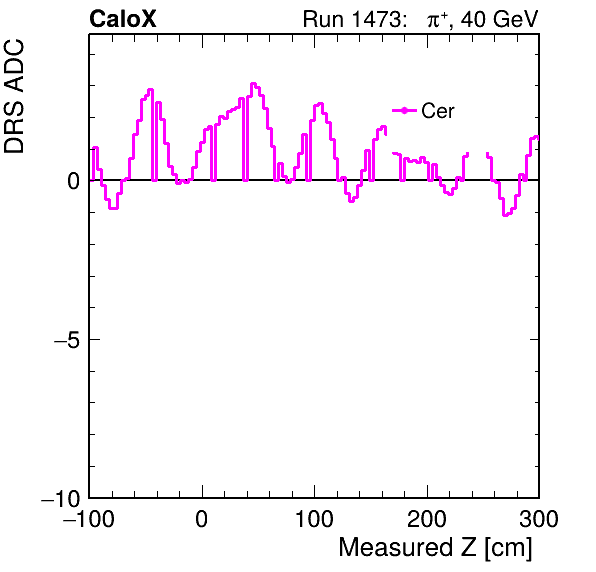 CaloX Run 1473: π⁺, 40 GeV
DRS ADC
Cer
0
−5
−10
−100 0 100 200 300
Measured Z [cm]